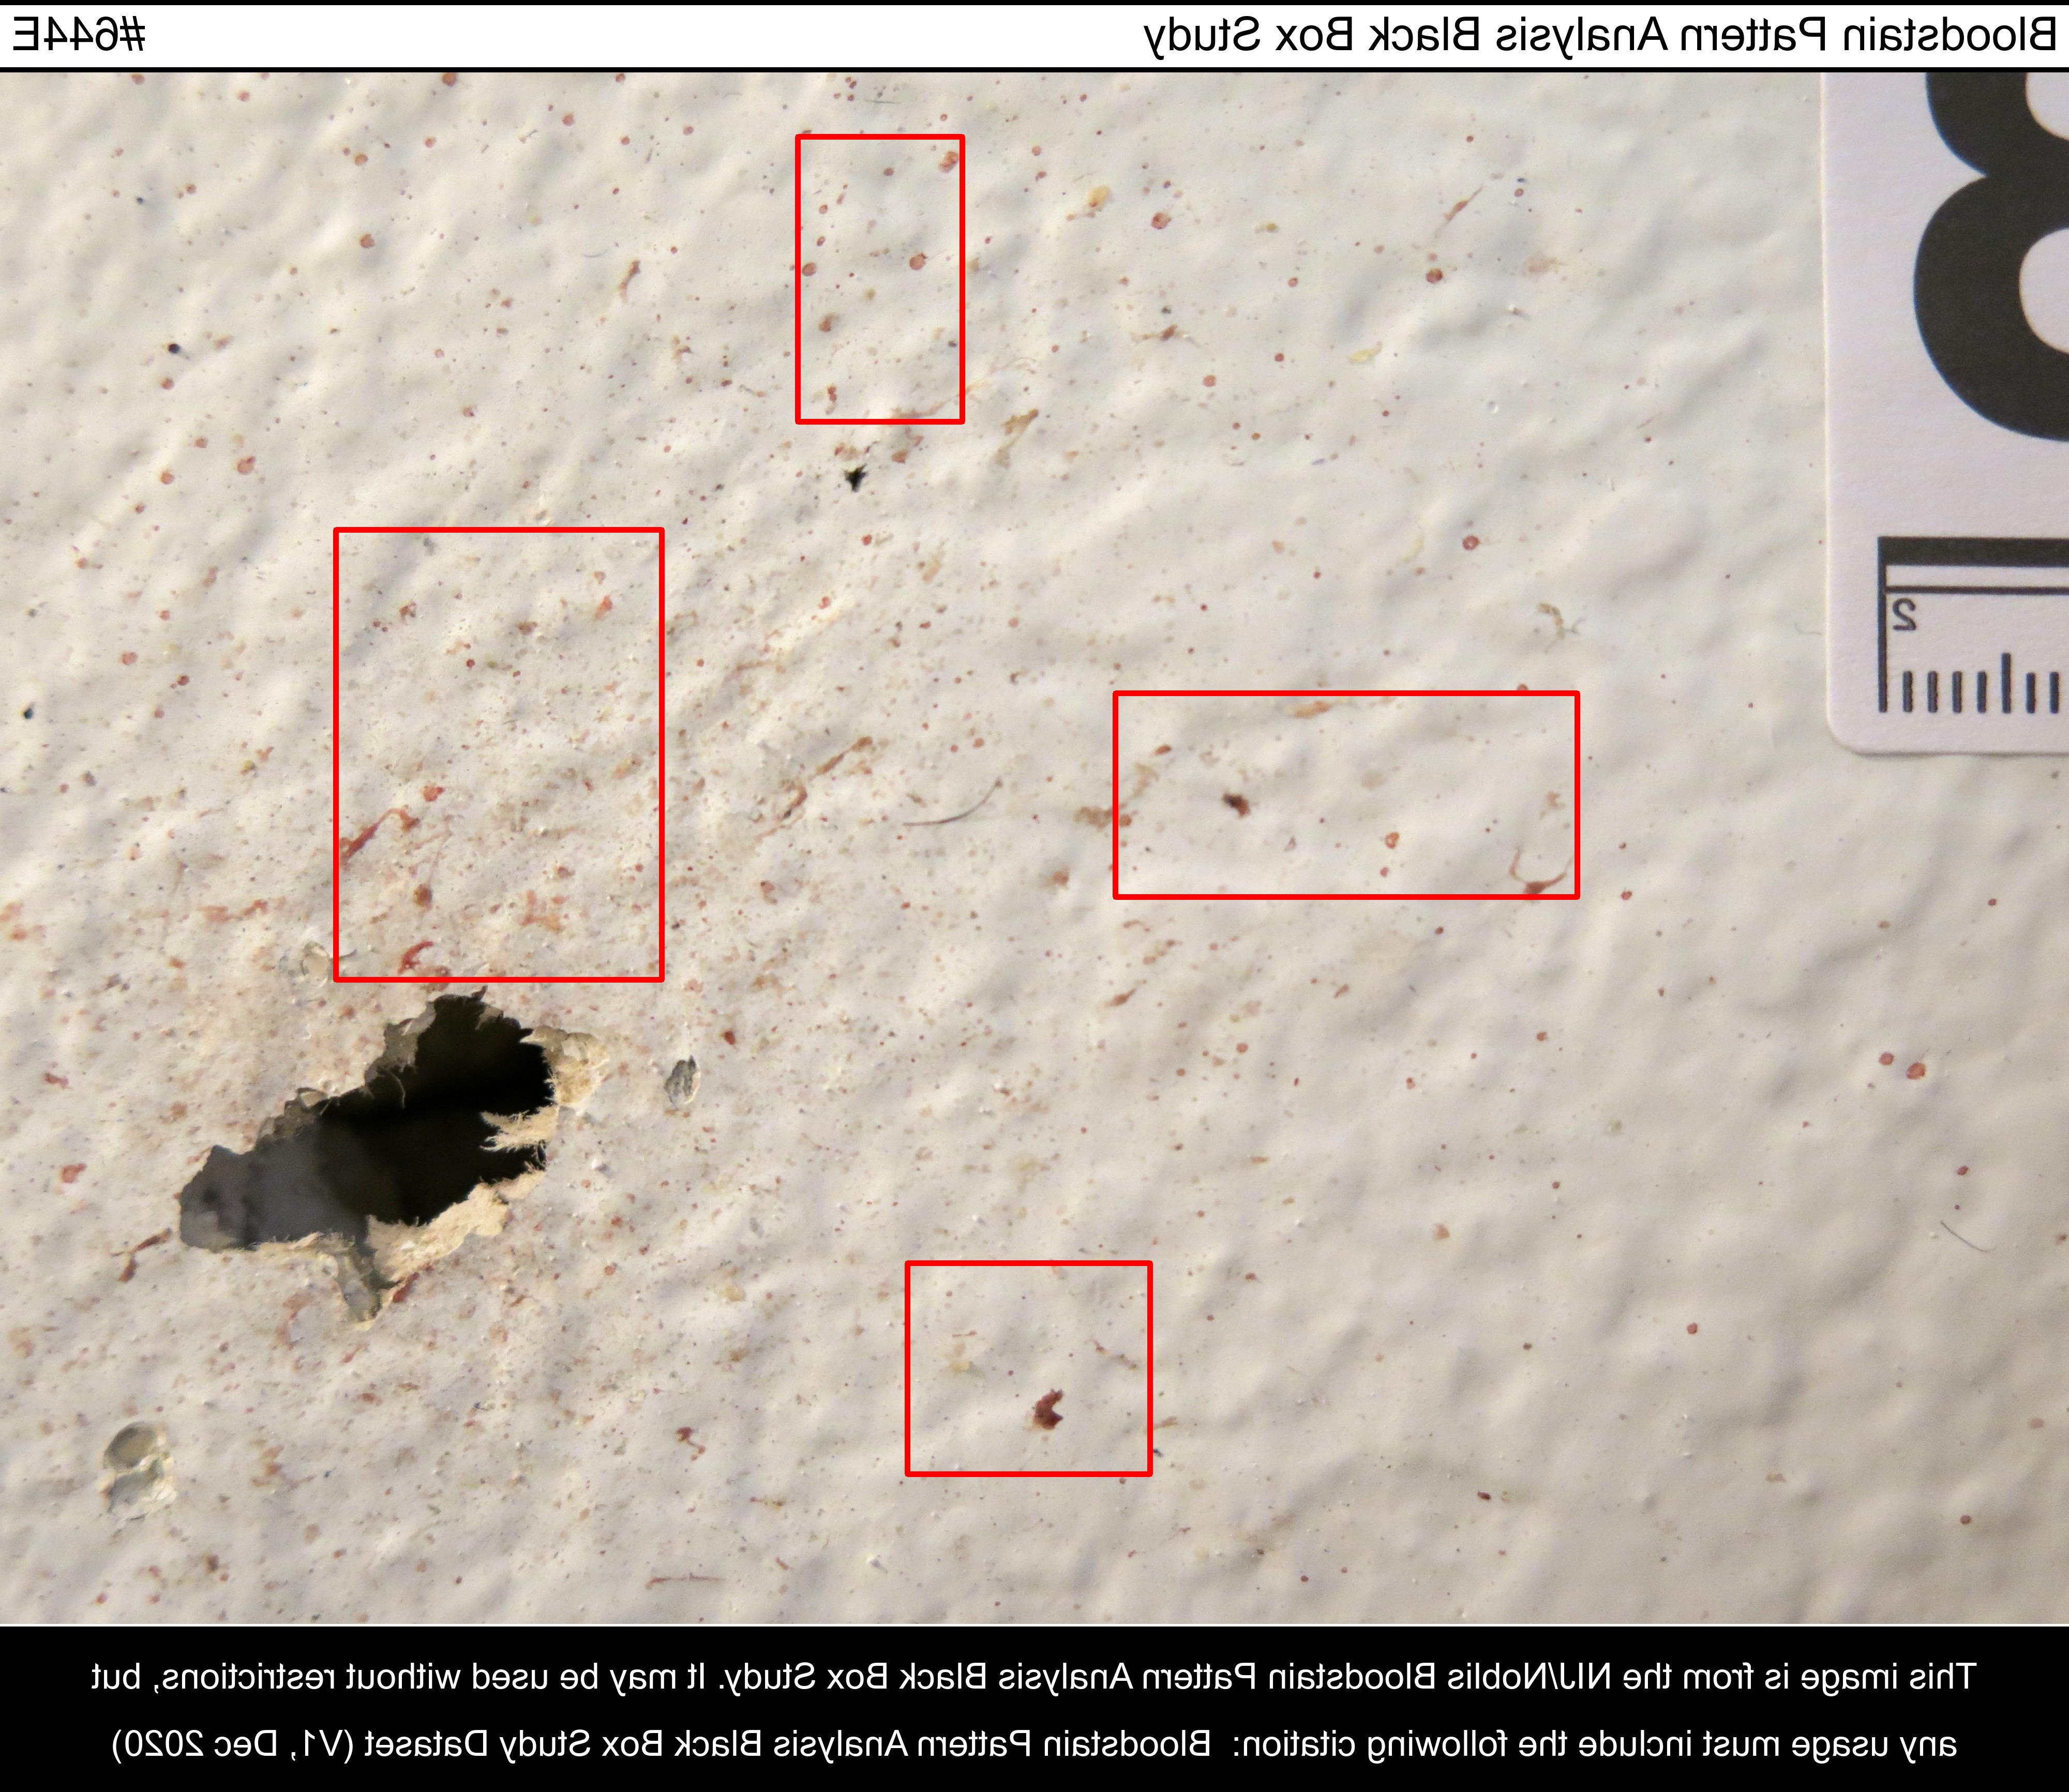 Bloodstain Pattern Analysis Black Box Study #644E
8
2
This image is from the NIJ/Noblis Bloodstain Pattern Analysis Black Box Study. It may be used without restrictions, but
any usage must include the following citation: Bloodstain Pattern Analysis Black Box Study Dataset (V1, Dec 2020)